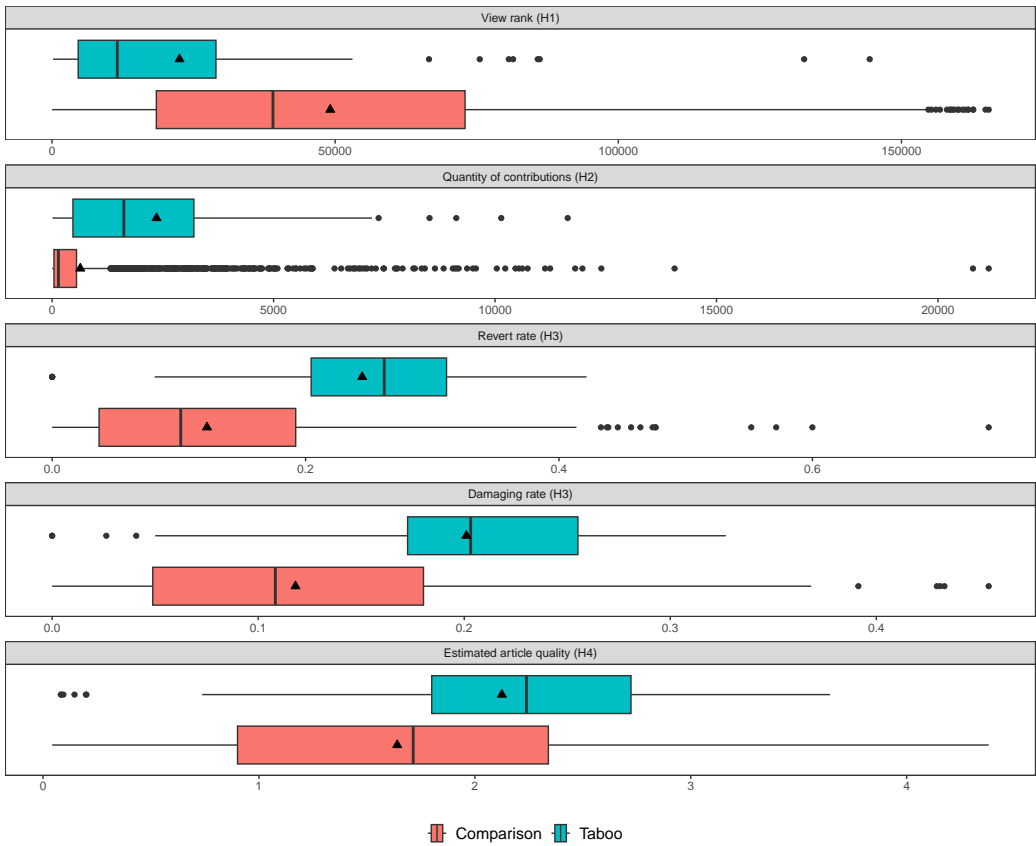 View rank (H1)
0 50000 100000 150000
Quantity of contributions (H2)
0 5000 10000 15000 20000
Revert rate (H3)
0.0 0.2 0.4 0.6
Damaging rate (H3)
0.0 0.1 0.2 0.3 0.4
Estimated article quality (H4)
0 1 2 3 4
Comparison Taboo